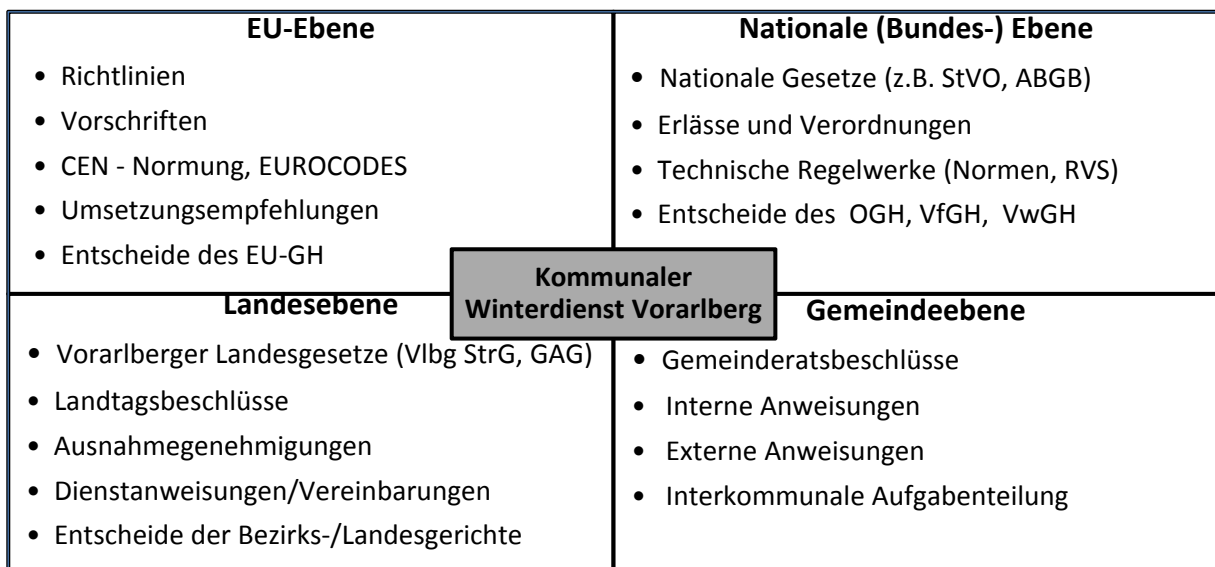 EU-Ebene
• Richtlinien
• Vorschriften
• CEN - Normung, EUROCODES
• Umsetzungsempfehlungen
• Entscheide des EU-GH
Nationale (Bundes-) Ebene
• Nationale Gesetze (z.B. StVO, ABGB)
• Erlässe und Verordnungen
• Technische Regelwerke (Normen, RVS)
• Entscheide des OGH, VfGH, VwGH
Kommunaler
Winterdienst Vorarlberg
Landesebene
• Vorarlberger Landesgesetze (Vlbg StrG, GAG)
• Landtagsbeschlüsse
• Ausnahmegenehmigungen
• Dienstanweisungen/Vereinbarungen
• Entscheide der Bezirks-/Landesgerichte
Gemeindeebene
• Gemeinderatsbeschlüsse
• Interne Anweisungen
• Externe Anweisungen
• Interkommunale Aufgabenteilung